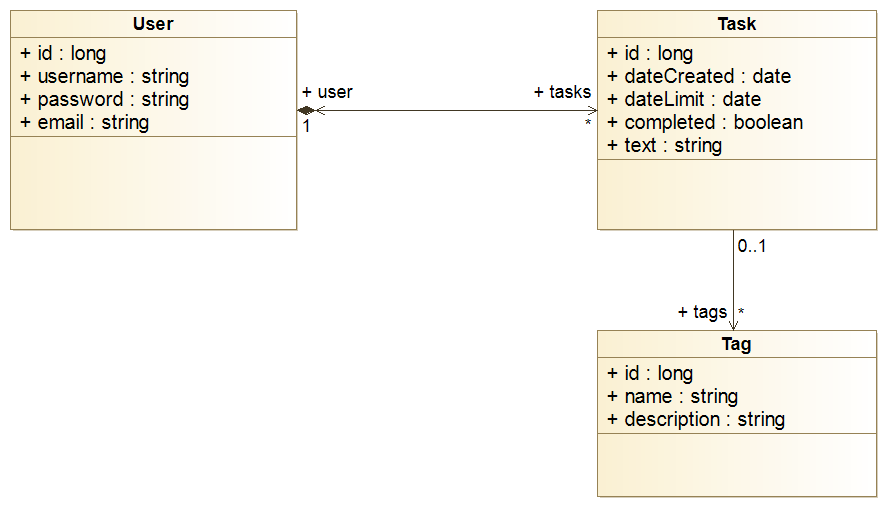 User
+ id : long
+ username : string
+ password : string
+ email : string
+ user
1
+ tasks
*
Task
+ id : long
+ dateCreated : date
+ dateLimit : date
+ completed : boolean
+ text : string
0..1
+ tags *
Tag
+ id : long
+ name : string
+ description : string